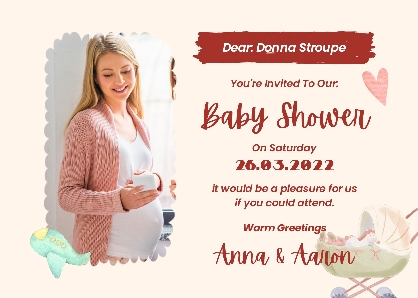 Dear: Donna Stroupe
You're Invited To Our:
Baby Shower
On Saturday
26.03.2022
it would be a pleasure for us
if you could attend.
Warm Greetings
Anna & Aaron